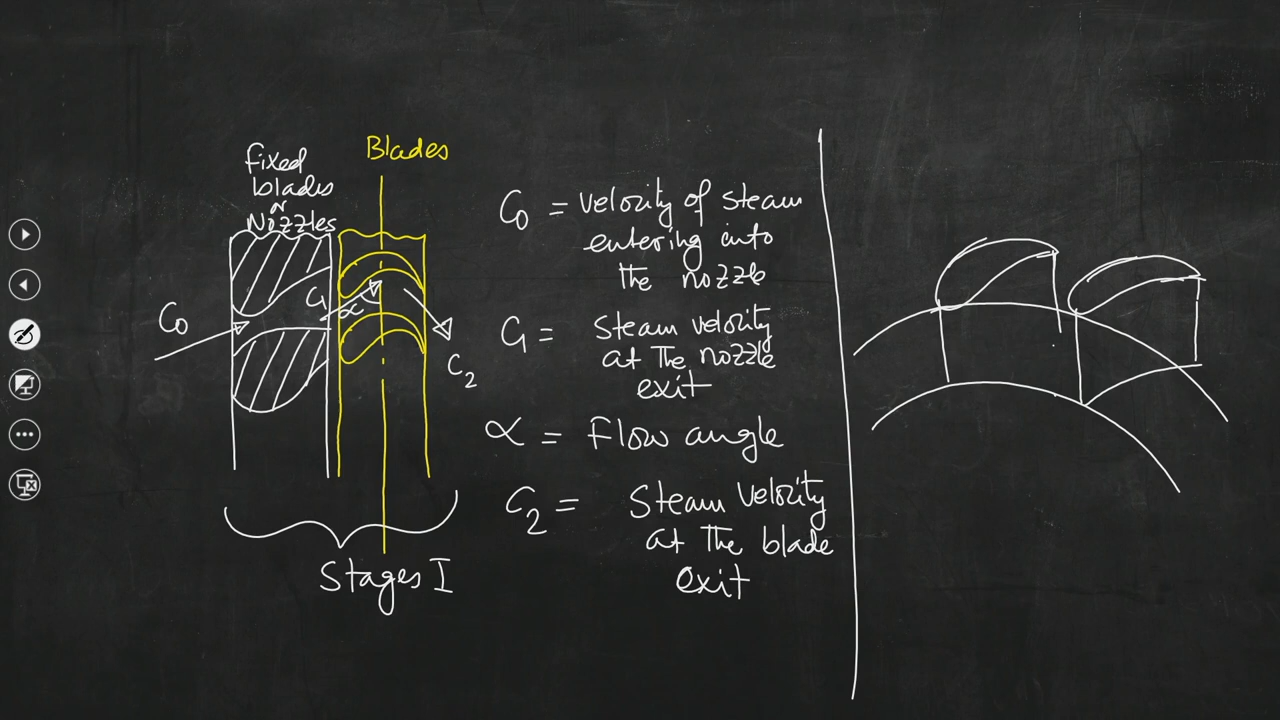 Blades
fixed
blades
or
Nozzles
C0
C1
α
C2
Stages I
C0 = velocity of steam
entering into
the nozzle
C1 = Steam velocity
at The nozzle
exit
α = Flow angle
C2 = Steam Velocity
at The blade
exit